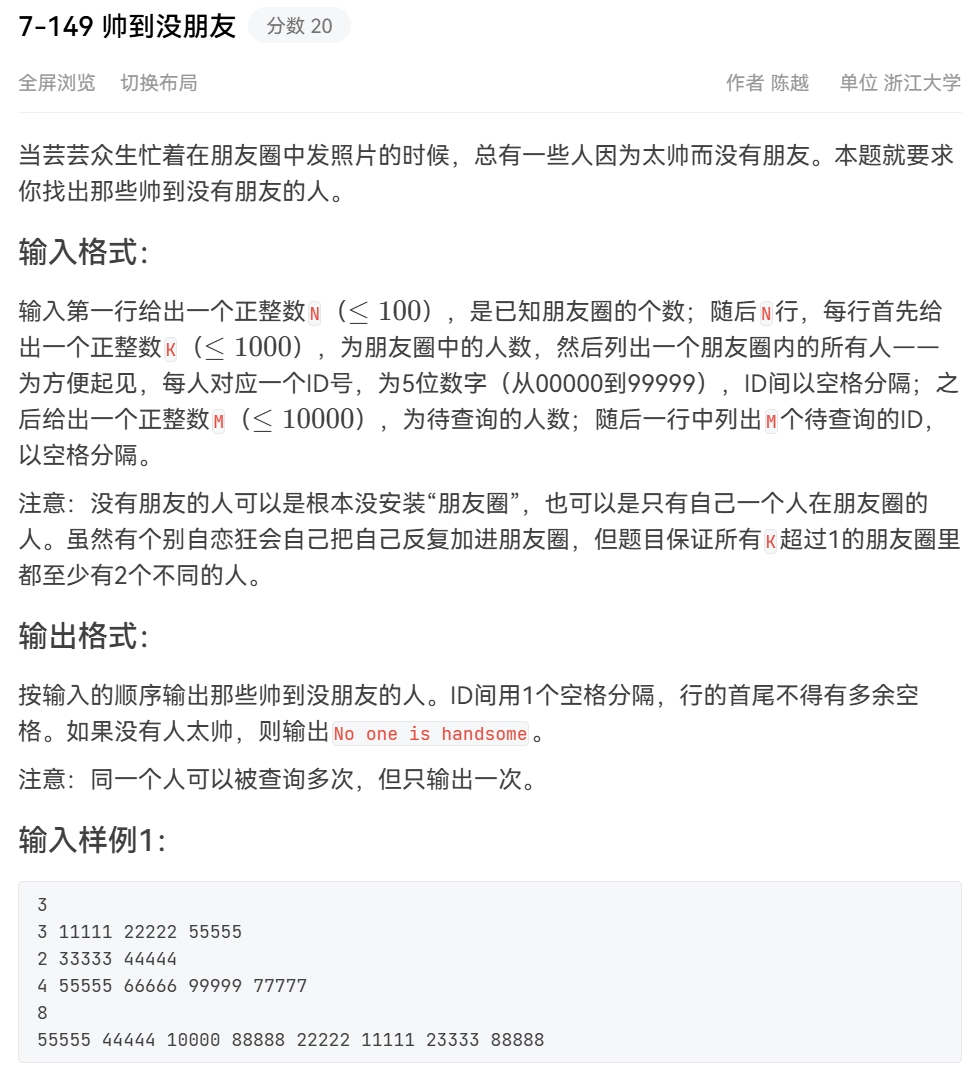 7-149 帅到没朋友 分数 20
全屏浏览 切换布局 作者 陈越 单位 浙江大学
当芸芸众生忙着在朋友圈中发照片的时候，总有一些人因为太帅而没有朋友。本题就要求
你找出那些帅到没有朋友的人。
输入格式：
输入第一行给出一个正整数N（≤ 100），是已知朋友圈的个数；随后N行，每行首先给
出一个正整数K（≤ 1000），为朋友圈中的人数，然后列出一个朋友圈内的所有人——
为方便起见，每人对应一个ID号，为5位数字（从00000到99999），ID间以空格分隔；之
后给出一个正整数M（≤ 10000），为待查询的人数；随后一行中列出M个待查询的ID，
以空格分隔。
注意：没有朋友的人可以是根本没安装“朋友圈”，也可以是只有自己一个人在朋友圈的
人。虽然有个别自恋狂会自己把自己反复加进朋友圈，但题目保证所有K超过1的朋友圈里
都至少有2个不同的人。
输出格式：
按输入的顺序输出那些帅到没朋友的人。ID间用1个空格分隔，行的首尾不得有多余空
格。如果没有人太帅，则输出No one is handsome。
注意：同一个人可以被查询多次，但只输出一次。
输入样例1：
3
3 11111 22222 55555
2 33333 44444
4 55555 66666 99999 77777
8
55555 44444 10000 88888 22222 11111 23333 88888